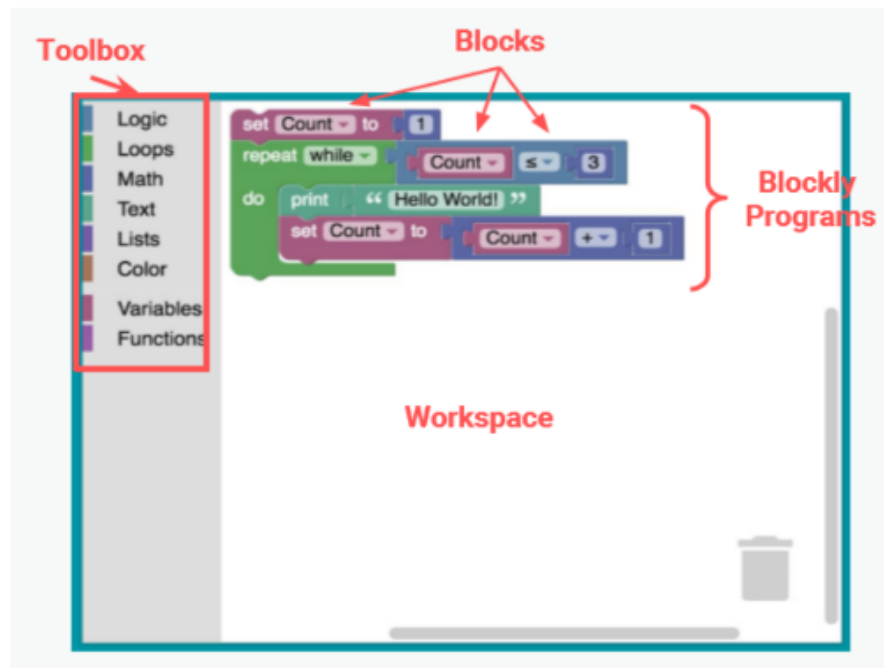 Toolbox
Blocks
Logic
Loops
Math
Text
Lists
Color
Variables
Functions
set Count to 1
repeat while Count ≤ 3
do print “ Hello World! ”
set Count to Count + 1
Blockly
Programs
Workspace